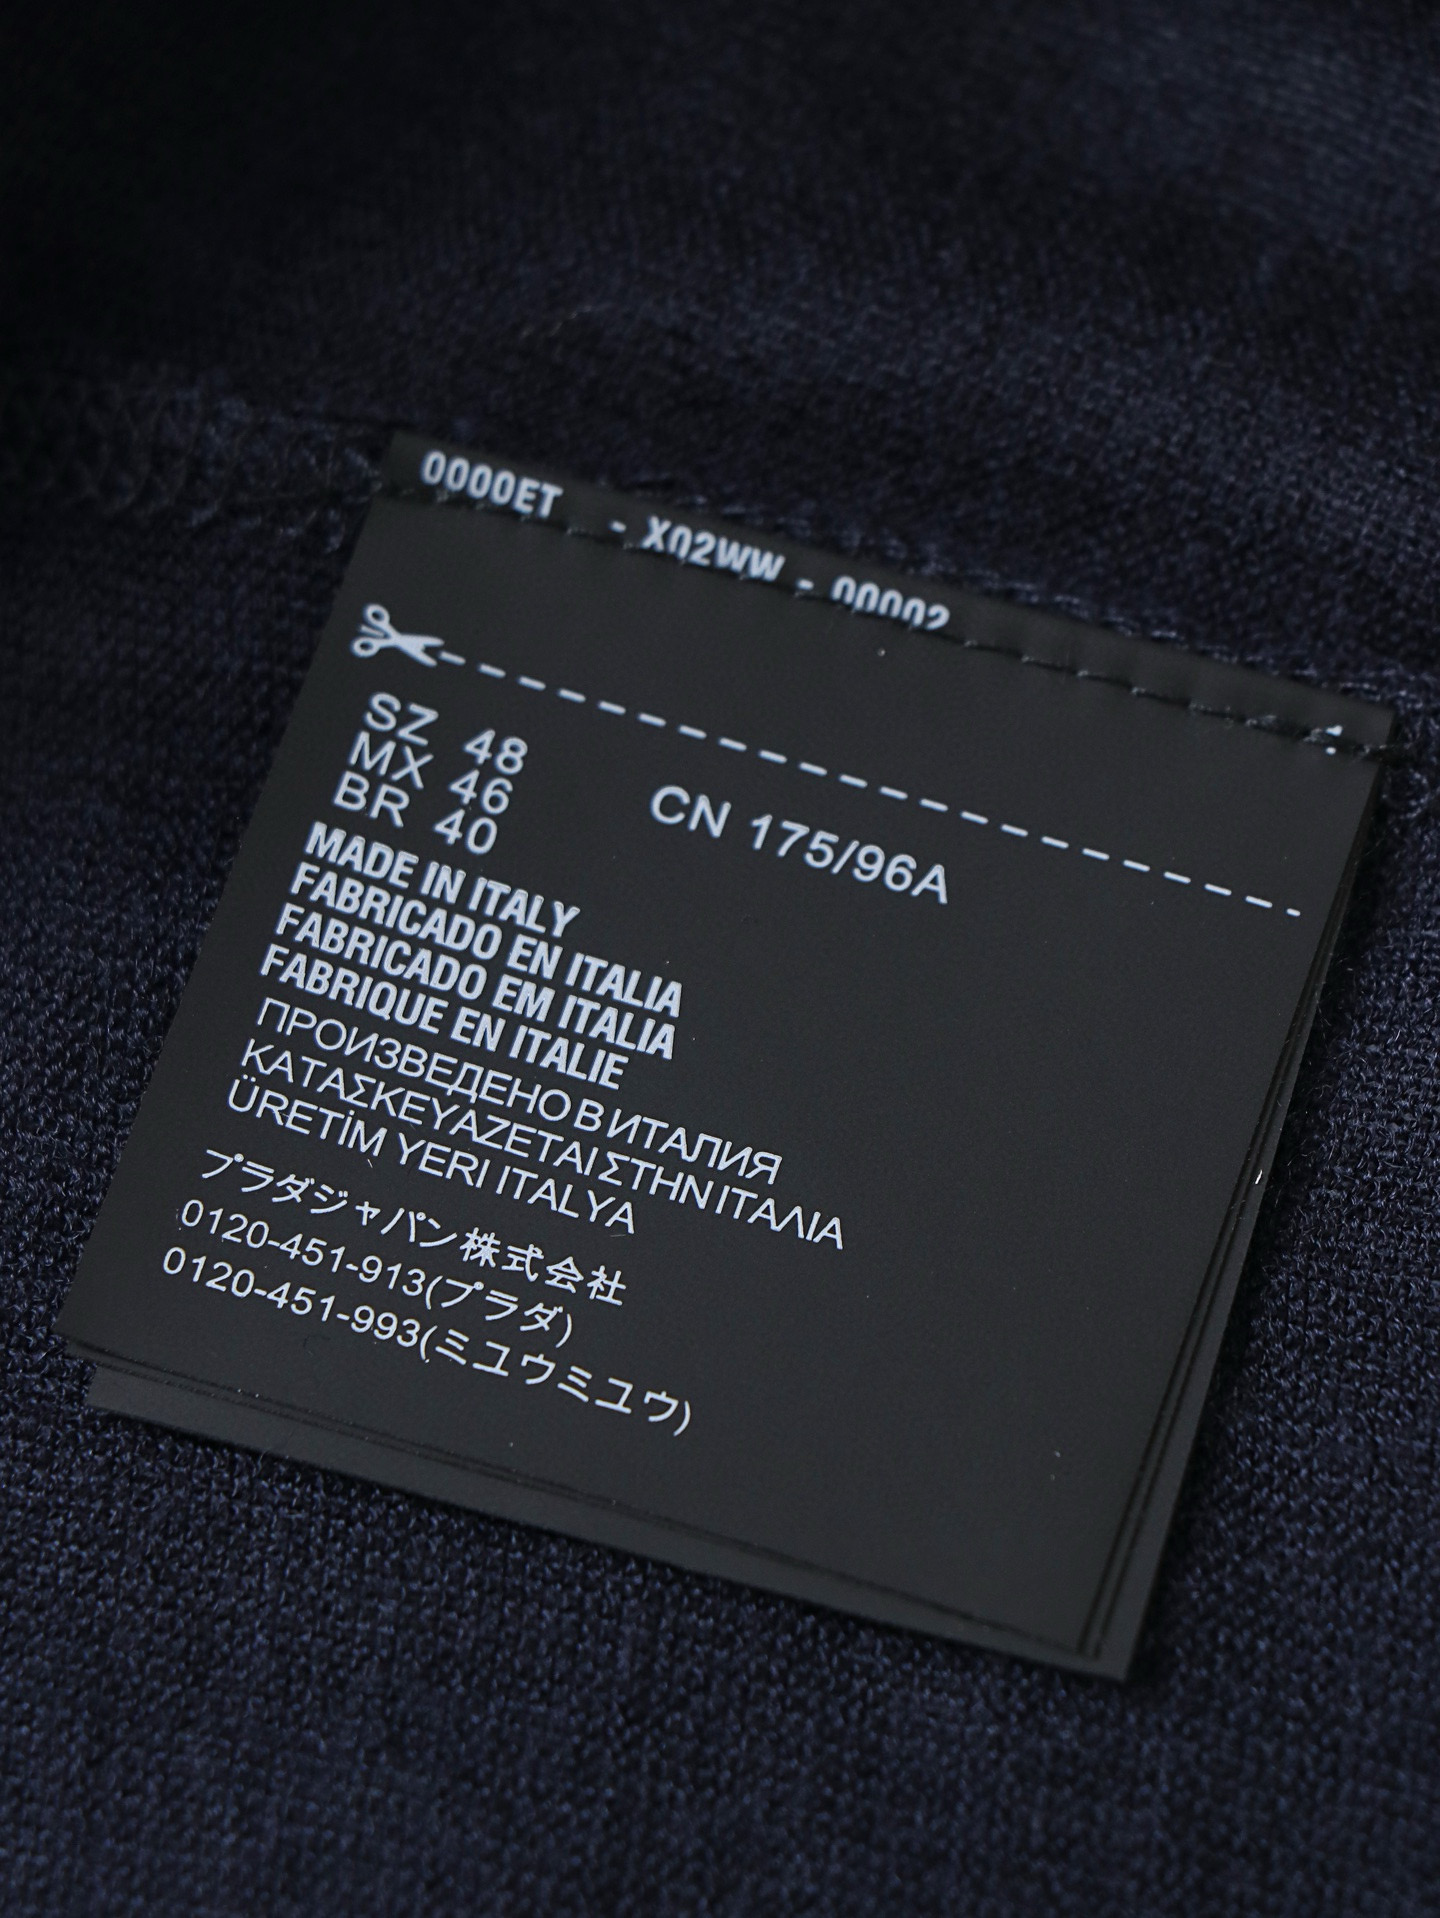 0000ET - X02WW - 00002
SZ 48
MX 46
BR 40
CN 175/96A
MADE IN ITALY
FABRICADO EN ITALIA
FABRICADO EM ITALIA
FABRIQUE EN ITALIE
ПРОИЗВЕДЕНО В ИТАЛИЯ
ΚΑΤΑΣΚΕΥΑΖΕΤΑΙ ΣΤΗΝ ΙΤΑΛΙΑ
ÜRETİM YERI ITALYA
プラダジャパン株式会社
0120-451-913(プラダ)
0120-451-993(ミユウミユウ)